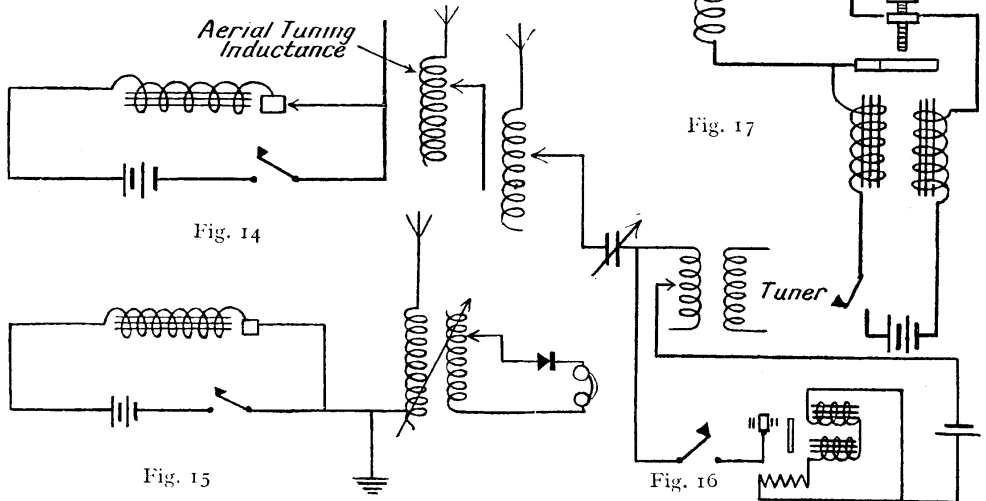 Aerial Tuning
Inductance
Fig. 17
Fig. 14
Tuner
Fig. 15
Fig. 16